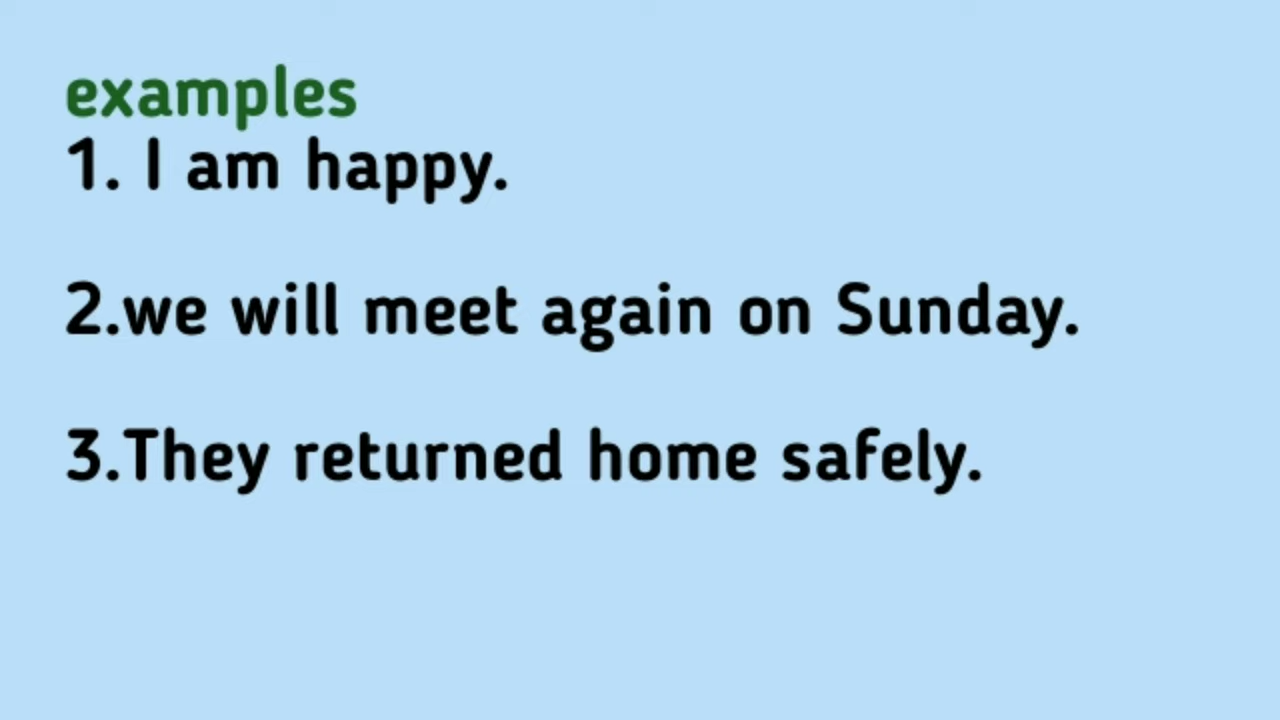 examples
1. I am happy.
2.we will meet again on Sunday.
3.They returned home safely.